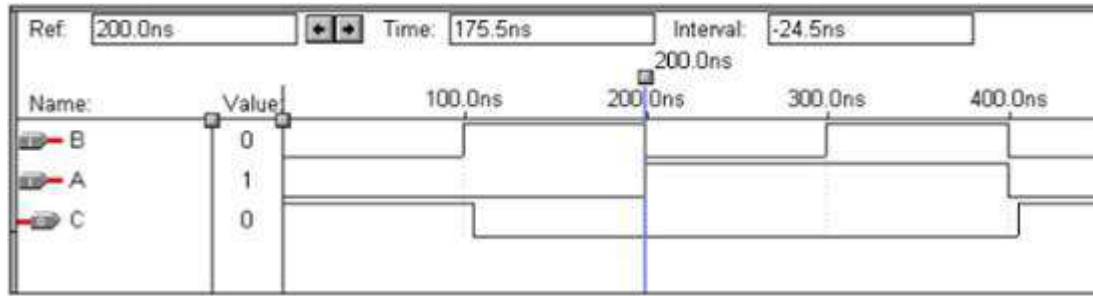 Ref: 200.0ns Time: 175.5ns Interval: -24.5ns
200.0ns
Name: Value: 100.0ns 200.0ns 300.0ns 400.0ns
B 0
A 1
C 0